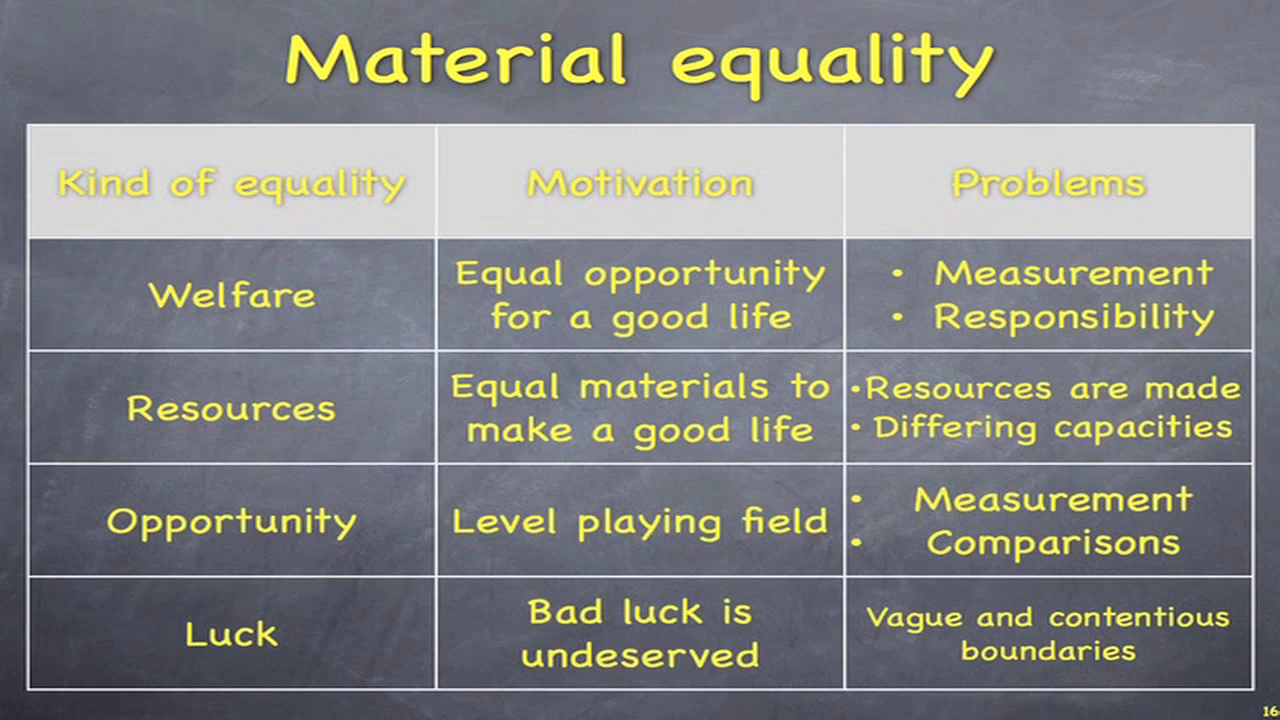 Material equality
Kind of equality
Motivation
Problems
Welfare
Equal opportunity
for a good life
• Measurement
• Responsibility
Resources
Equal materials to
make a good life
•Resources are made
• Differing capacities
Opportunity
Level playing field
• Measurement
• Comparisons
Luck
Bad luck is
undeserved
Vague and contentious
boundaries
16